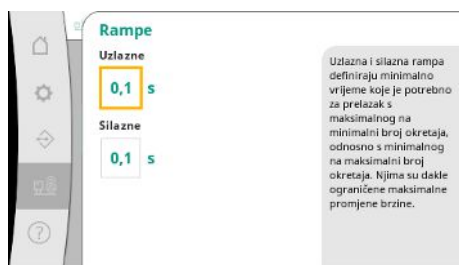 Rampe
Uzlazne
0,1 s
Silazne
0,1 s
Uzlazna i silazna rampa
definiraju minimalno
vrijeme koje je potrebno
za prelazak s
maksimalnog na
minimalni broj okretaja,
odnosno s minimalnog
na maksimalni broj
okretaja. Njima su dakle
ograničene maksimalne
promjene brzine.